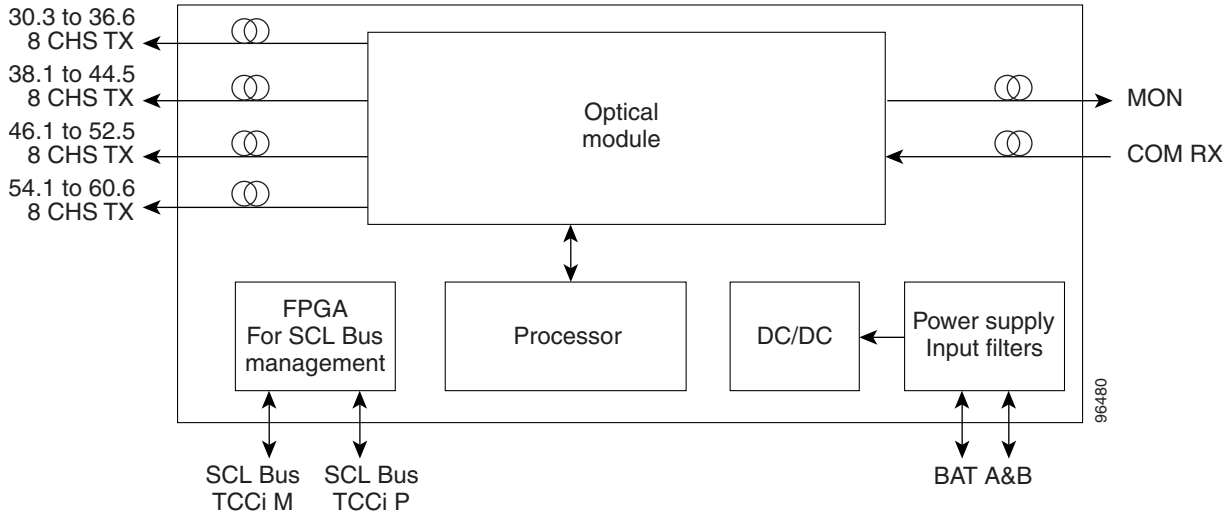 30.3 to 36.6
8 CHS TX
38.1 to 44.5
8 CHS TX
46.1 to 52.5
8 CHS TX
54.1 to 60.6
8 CHS TX
Optical
module
MON
COM RX
FPGA
For SCL Bus
management
Processor
DC/DC
Power supply
Input filters
96480
SCL Bus
TCCi M
SCL Bus
TCCi P
BAT A&B